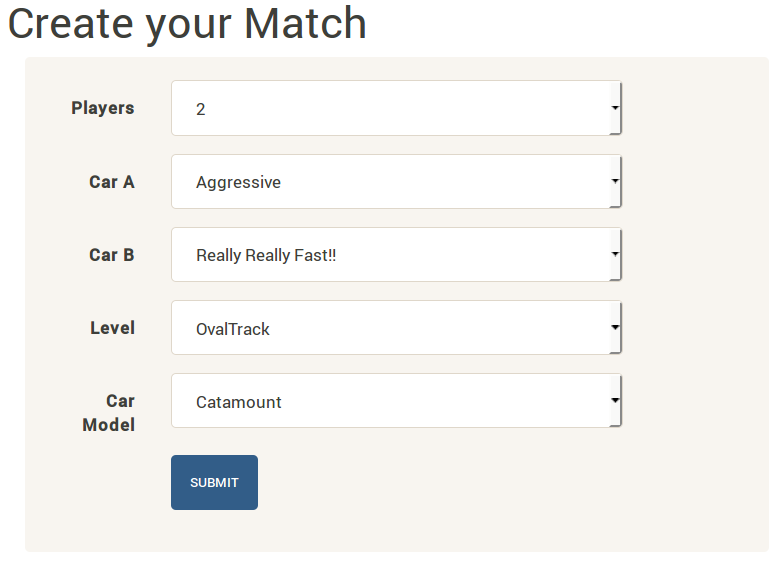 Create your Match
Players
2
Car A
Aggressive
Car B
Really Really Fast!!
Level
OvalTrack
Car
Model
Catamount
SUBMIT